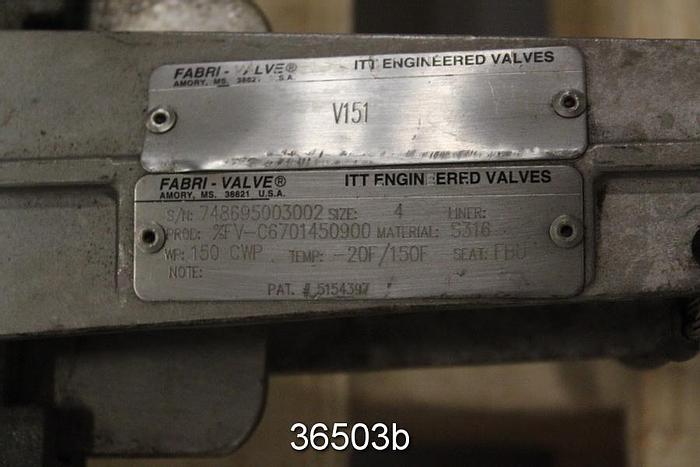 FABRI-VALVE® ITT ENGINEERED VALVES
AMORY, MS. 38821 U.S.A.
V151
FABRI-VALVE® ITT ENGINEERED VALVES
AMORY, MS. 38821 U.S.A.
S/N: 748695003002 SIZE: 4 LINER:
PROD: XFV-C6701450900 MATERIAL: S316
WP: 150 CWP TEMP: -20F/150F SEAT: FBU
NOTE:
PAT. # 5154397
36503b